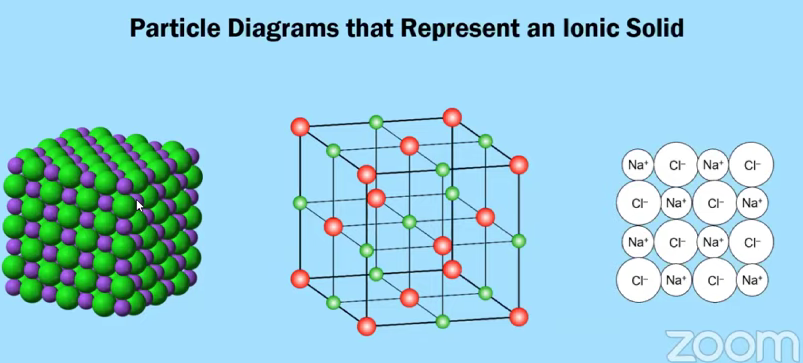 Particle Diagrams that Represent an Ionic Solid
Na⁺ Cl⁻ Na⁺ Cl⁻
Cl⁻ Na⁺ Cl⁻ Na⁺
Na⁺ Cl⁻ Na⁺ Cl⁻
Cl⁻ Na⁺ Cl⁻ Na⁺
zoom